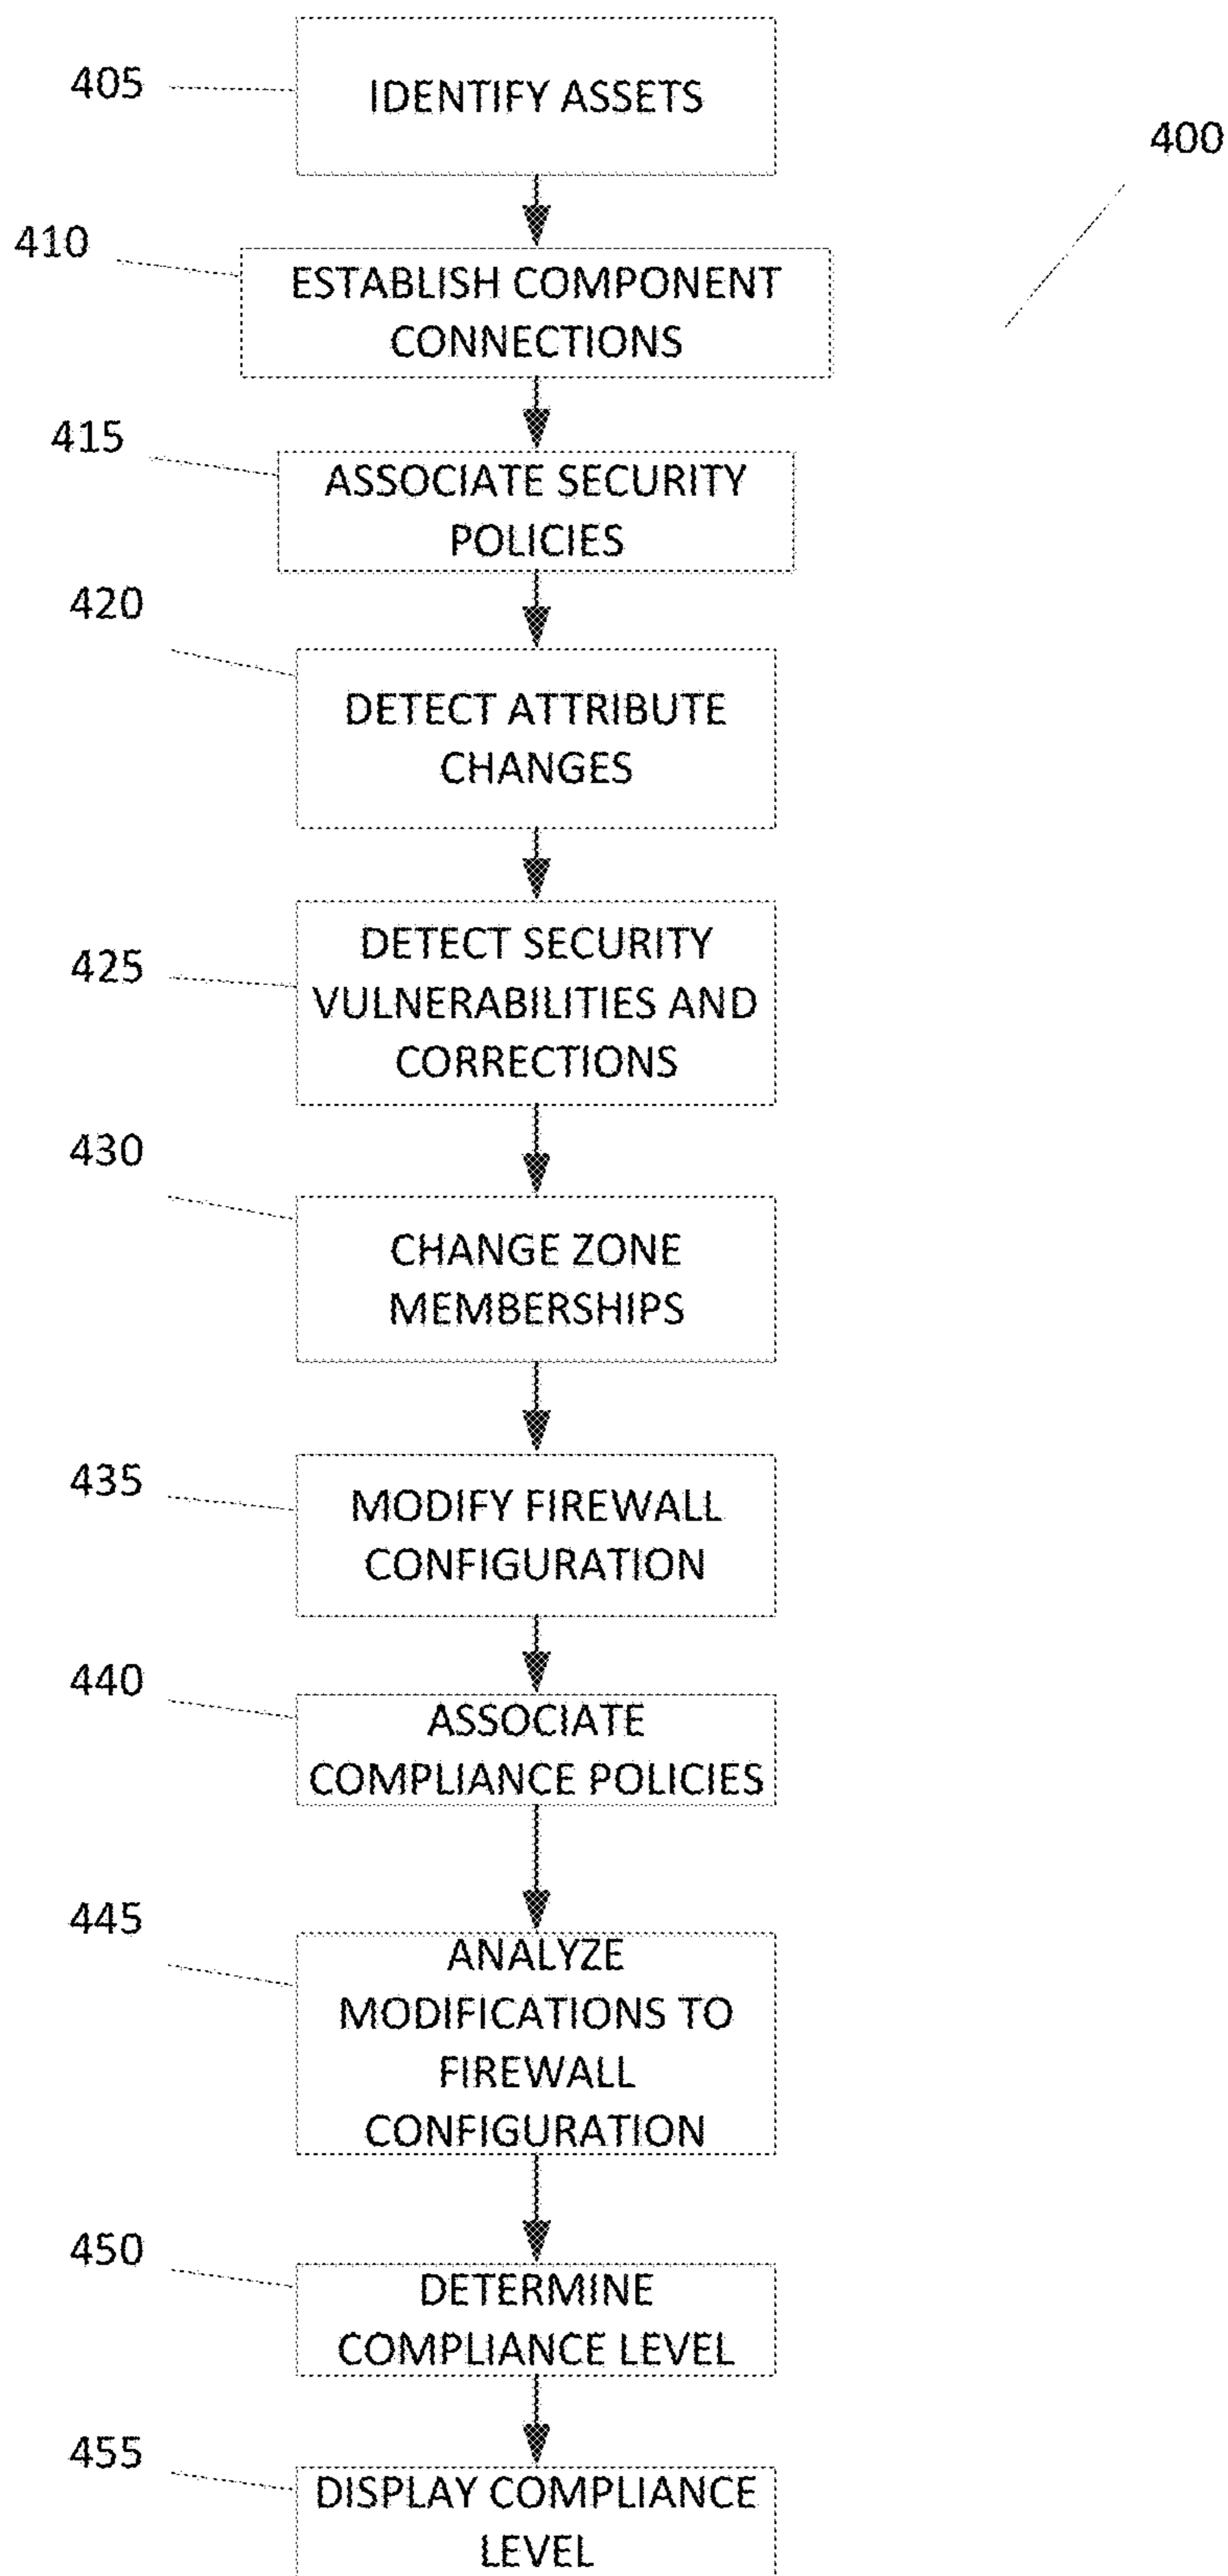 405
IDENTIFY ASSETS
400
410
ESTABLISH COMPONENT
CONNECTIONS
415
ASSOCIATE SECURITY
POLICIES
420
DETECT ATTRIBUTE
CHANGES
425
DETECT SECURITY
VULNERABILITIES AND
CORRECTIONS
430
CHANGE ZONE
MEMBERSHIPS
435
MODIFY FIREWALL
CONFIGURATION
440
ASSOCIATE
COMPLIANCE POLICIES
445
ANALYZE
MODIFICATIONS TO
FIREWALL
CONFIGURATION
450
DETERMINE
COMPLIANCE LEVEL
455
DISPLAY COMPLIANCE
LEVEL